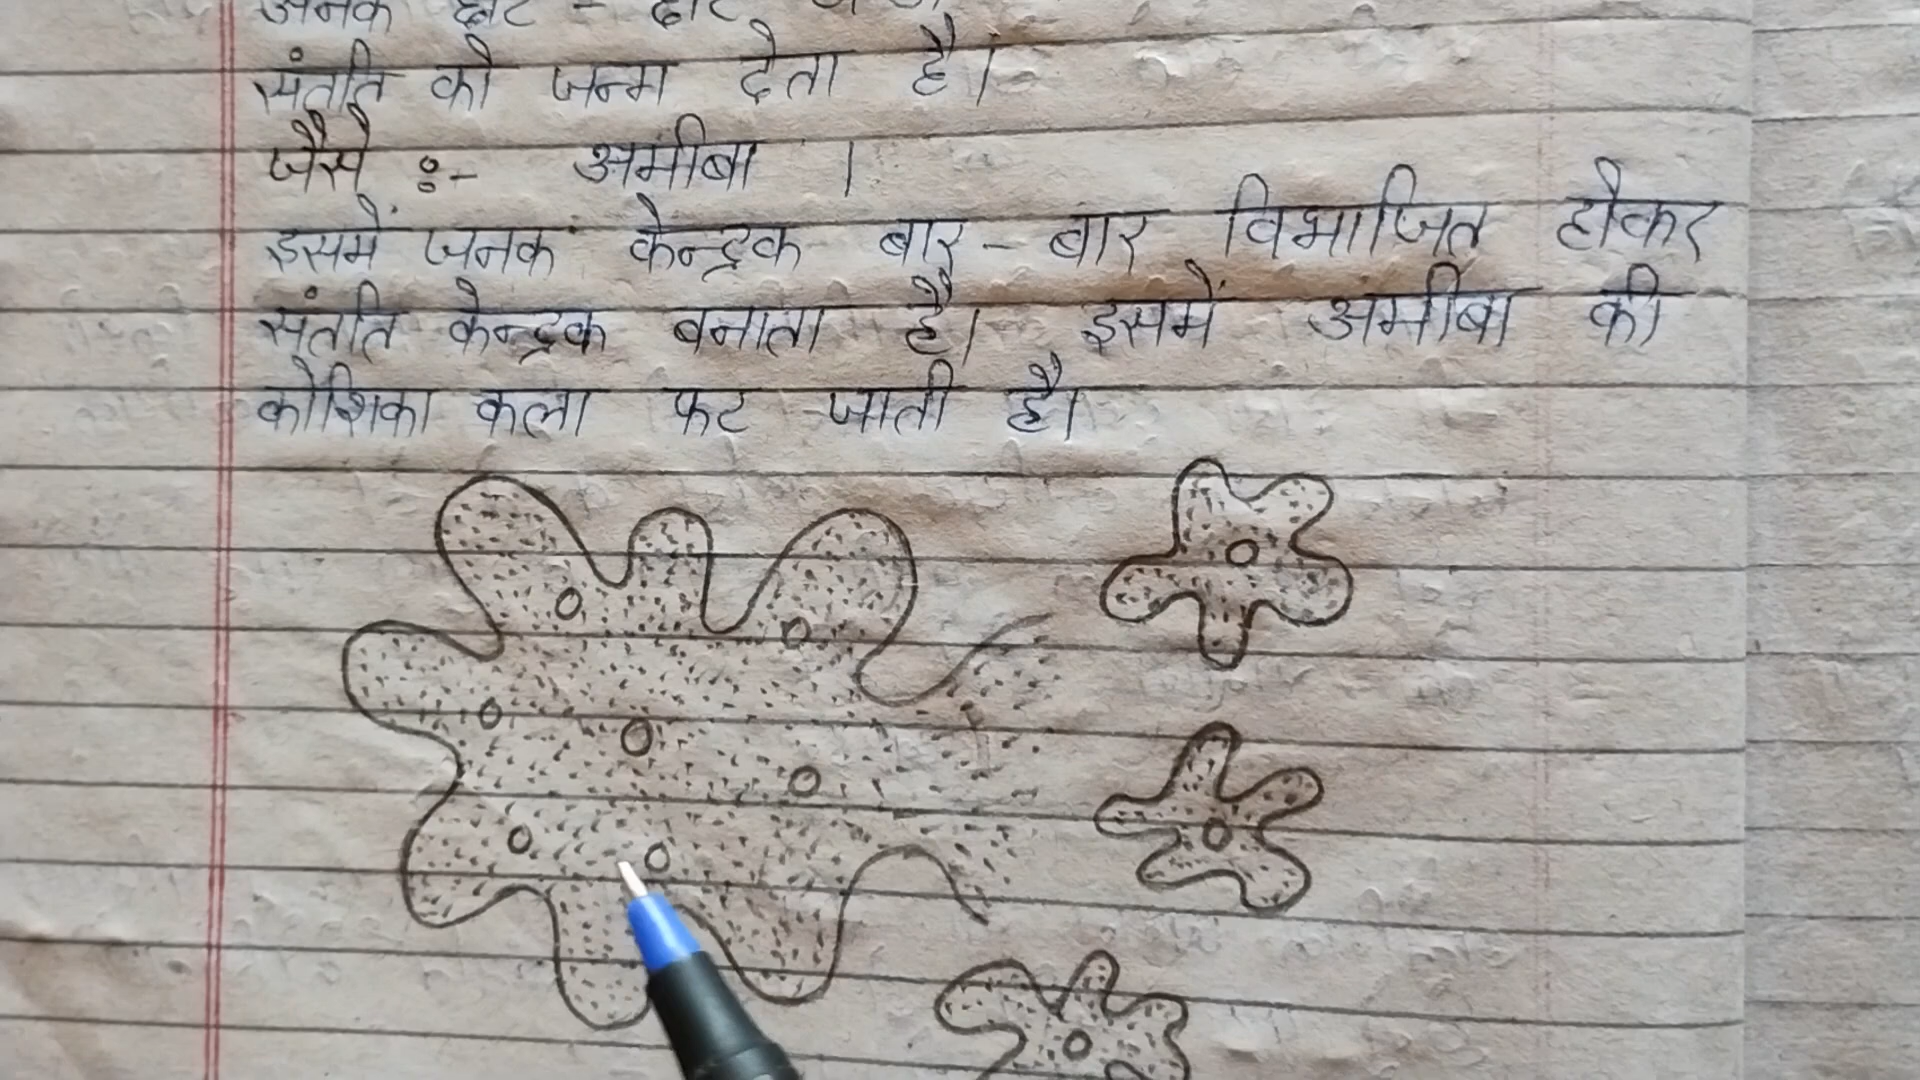 संतति को जन्म देता है।
जैसे :- अमीबा ।
इसमें जनक केन्द्रक बार - बार विभाजित होकर
संतति केन्द्रक बनाता है। इसमें अमीबा की
कोशिका कला फट जाती है।